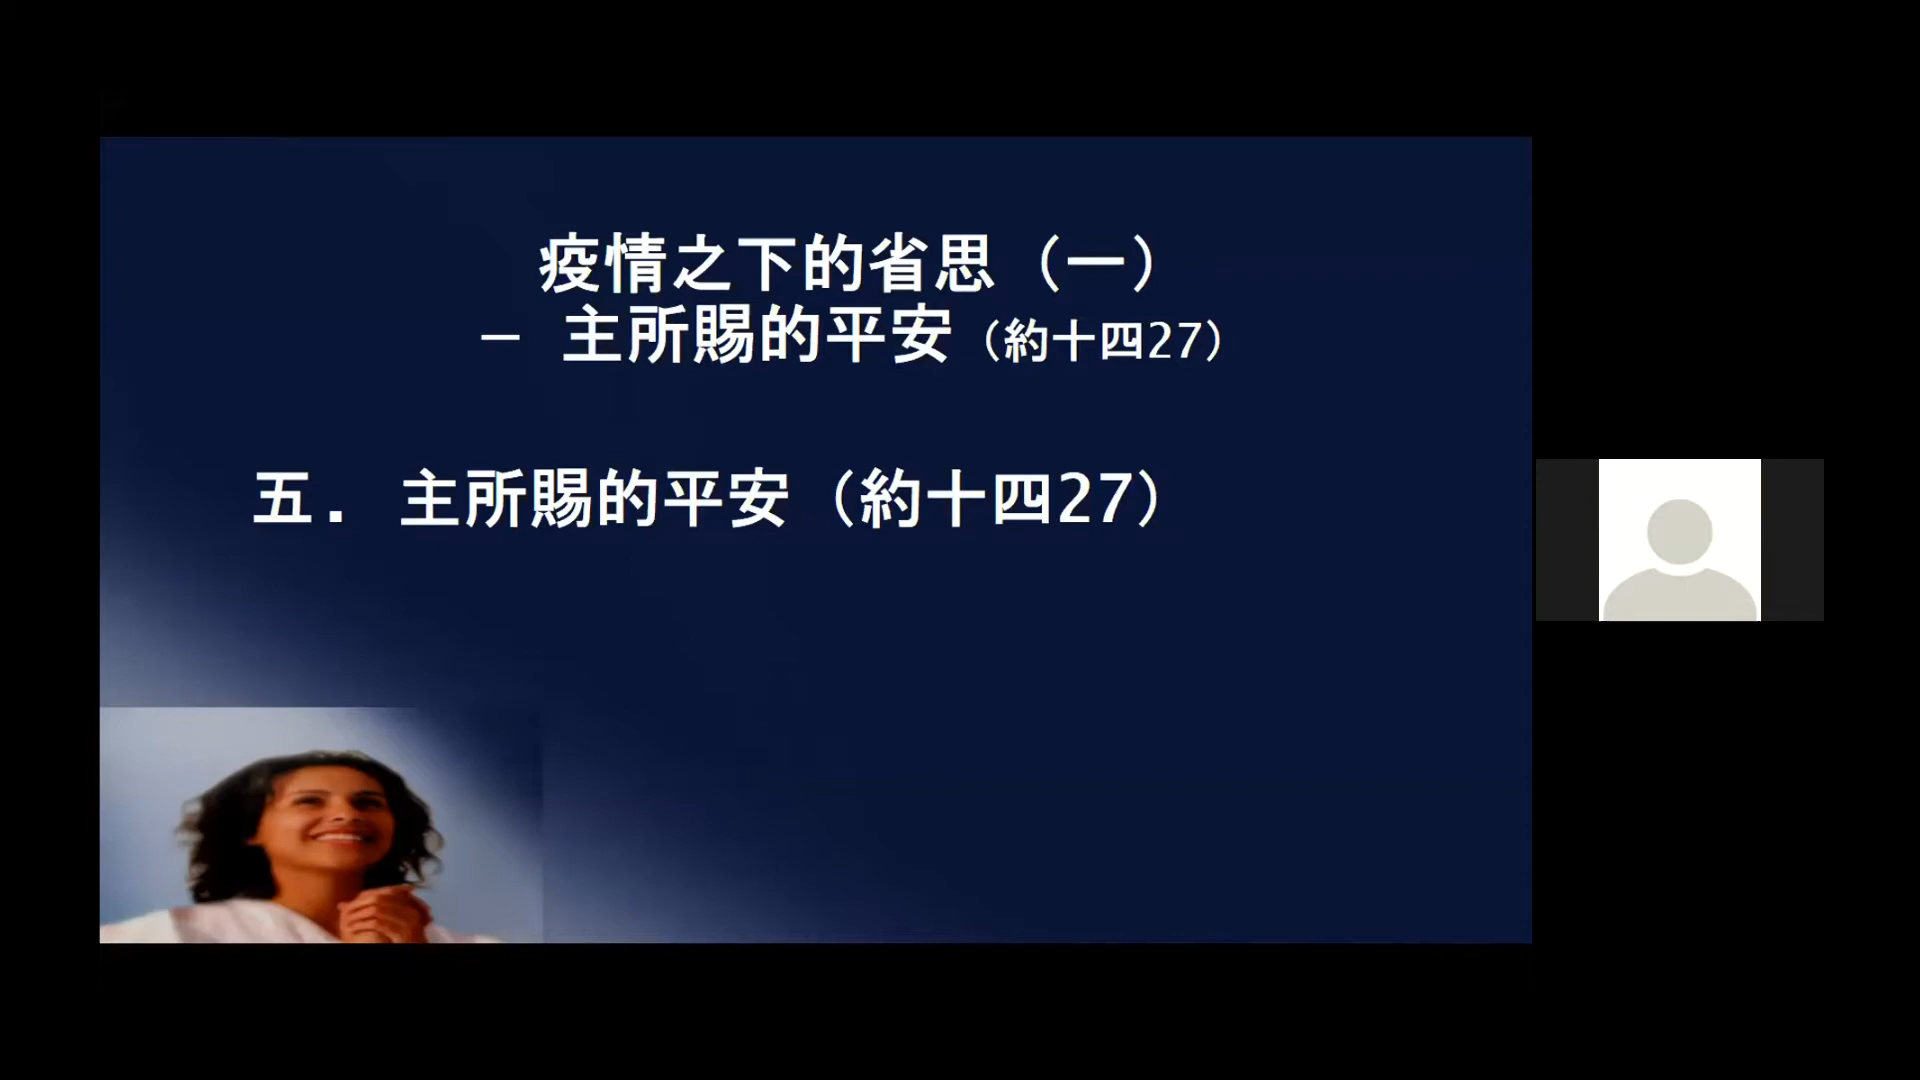 疫情之下的省思（一）
– 主所賜的平安（約十四27）
五. 主所賜的平安（約十四27）